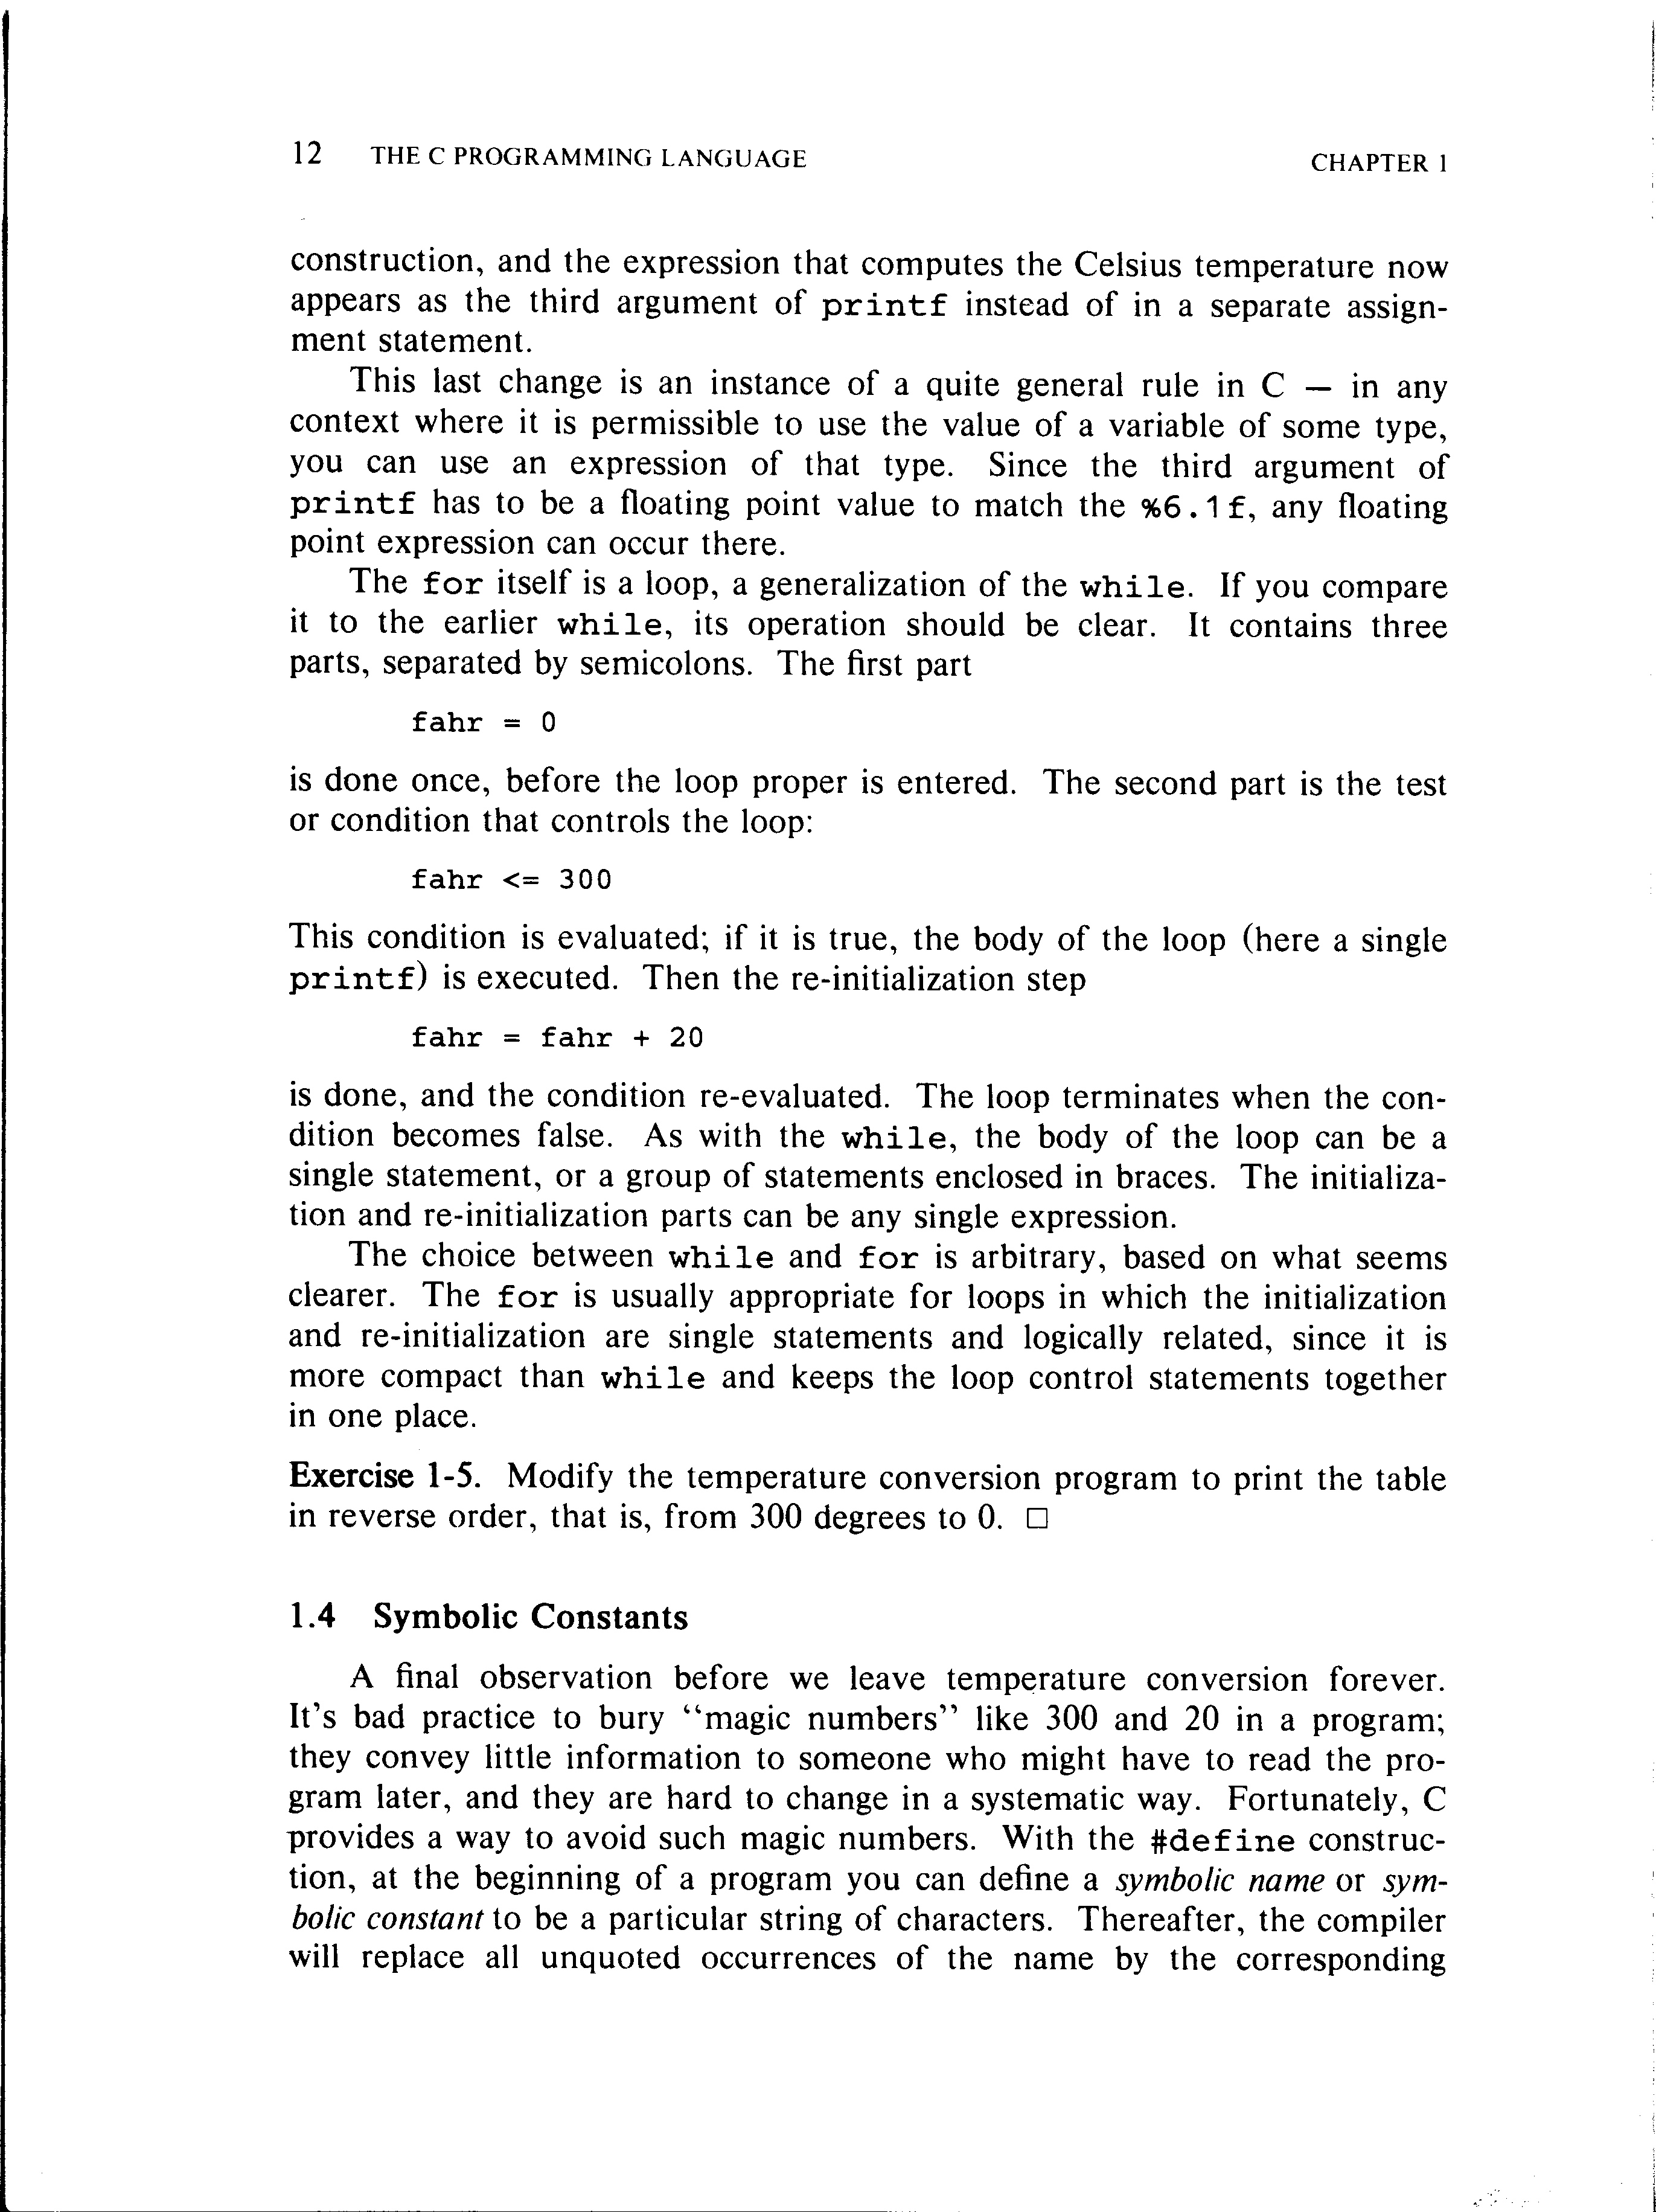 12 THE C PROGRAMMING LANGUAGE CHAPTER 1
construction, and the expression that computes the Celsius temperature now
appears as the third argument of printf instead of in a separate assign-
ment statement.
This last change is an instance of a quite general rule in C — in any
context where it is permissible to use the value of a variable of some type,
you can use an expression of that type. Since the third argument of
printf has to be a floating point value to match the %6.1f, any floating
point expression can occur there.
The for itself is a loop, a generalization of the while. If you compare
it to the earlier while, its operation should be clear. It contains three
parts, separated by semicolons. The first part
fahr = 0
is done once, before the loop proper is entered. The second part is the test
or condition that controls the loop:
fahr <= 300
This condition is evaluated; if it is true, the body of the loop (here a single
printf) is executed. Then the re-initialization step
fahr = fahr + 20
is done, and the condition re-evaluated. The loop terminates when the con-
dition becomes false. As with the while, the body of the loop can be a
single statement, or a group of statements enclosed in braces. The initializa-
tion and re-initialization parts can be any single expression.
The choice between while and for is arbitrary, based on what seems
clearer. The for is usually appropriate for loops in which the initialization
and re-initialization are single statements and logically related, since it is
more compact than while and keeps the loop control statements together
in one place.
Exercise 1-5. Modify the temperature conversion program to print the table
in reverse order, that is, from 300 degrees to 0. □
1.4 Symbolic Constants
A final observation before we leave temperature conversion forever.
It's bad practice to bury “magic numbers” like 300 and 20 in a program;
they convey little information to someone who might have to read the pro-
gram later, and they are hard to change in a systematic way. Fortunately, C
provides a way to avoid such magic numbers. With the #define construc-
tion, at the beginning of a program you can define a symbolic name or sym-
bolic constant to be a particular string of characters. Thereafter, the compiler
will replace all unquoted occurrences of the name by the corresponding